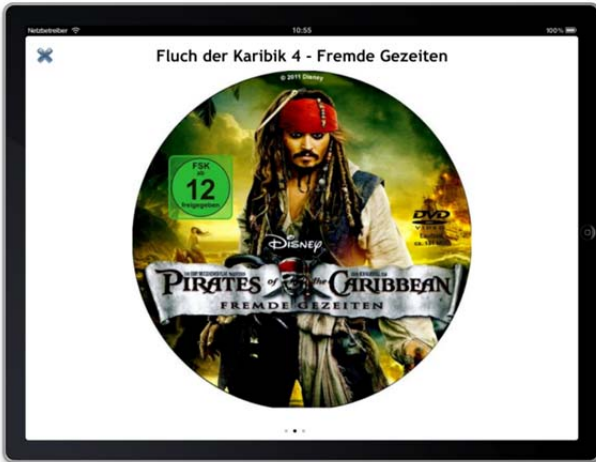 Netzbetreiber
10:55
100%
Fluch der Karibik 4 - Fremde Gezeiten
© 2011 Disney
FSK
ab
12
freigegeben
DVD
VIDEO
Disney
PIRATES of the CARIBBEAN
FREMDE GEZEITEN